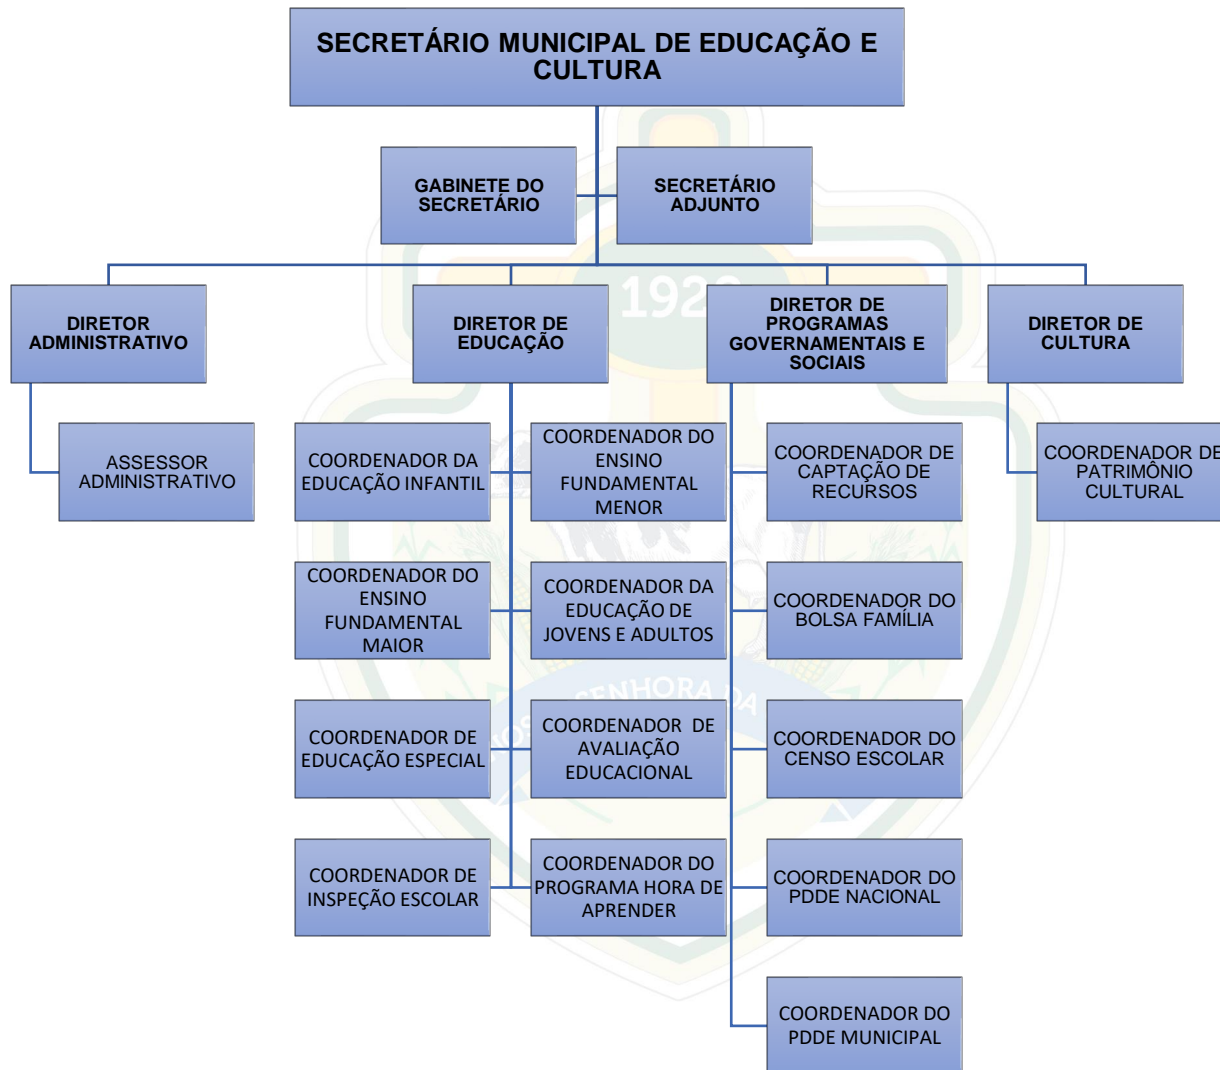 SECRETÁRIO MUNICIPAL DE EDUCAÇÃO E
CULTURA
GABINETE DO
SECRETÁRIO
SECRETÁRIO
ADJUNTO
192
DIRETOR
ADMINISTRATIVO
DIRETOR DE
EDUCAÇÃO
DIRETOR DE
PROGRAMAS
GOVERNAMENTAIS E
SOCIAIS
DIRETOR DE
CULTURA
ASSESSOR
ADMINISTRATIVO
COORDENADOR DA
EDUCAÇÃO INFANTIL
COORDENADOR DO
ENSINO
FUNDAMENTAL
MENOR
COORDENADOR DE
CAPTAÇÃO DE
RECURSOS
COORDENADOR DE
PATRIMÔNIO
CULTURAL
COORDENADOR DO
ENSINO
FUNDAMENTAL
MAIOR
COORDENADOR DA
EDUCAÇÃO DE
JOVENS E ADULTOS
COORDENADOR DO
BOLSA FAMÍLIA
SENHORA DA
COORDENADOR DE
EDUCAÇÃO ESPECIAL
COORDENADOR DE
AVALIAÇÃO
EDUCACIONAL
COORDENADOR DO
CENSO ESCOLAR
COORDENADOR DE
INSPEÇÃO ESCOLAR
COORDENADOR DO
PROGRAMA HORA DE
APRENDER
COORDENADOR DO
PDDE NACIONAL
COORDENADOR DO
PDDE MUNICIPAL